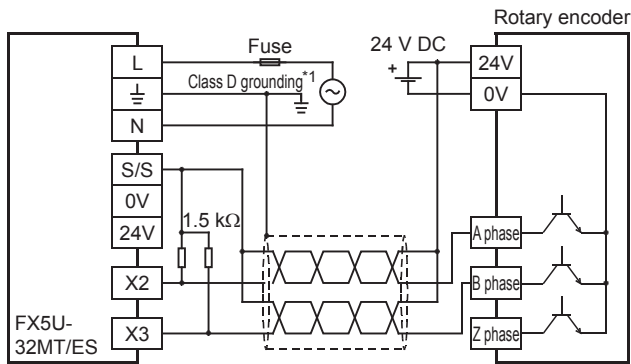 Rotary encoder
L
Fuse
24 V DC
24V
Class D grounding*1
+
0V
N
S/S
0V
24V
1.5 kΩ
A phase
X2
B phase
FX5U-
32MT/ES
X3
Z phase